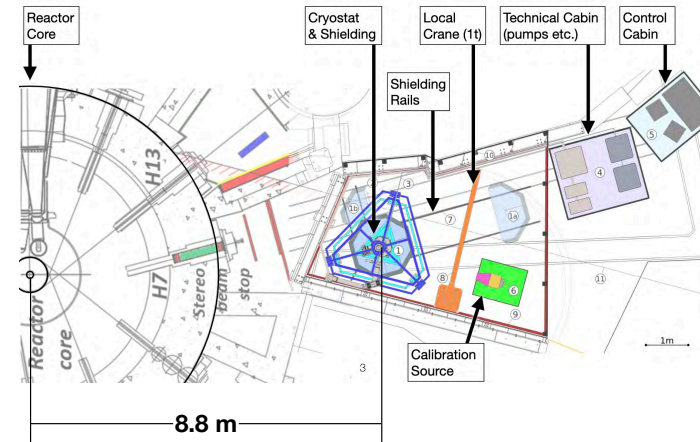 Reactor
Core
Cryostat
& Shielding
Local
Crane (1t)
Technical Cabin
(pumps etc.)
Control
Cabin
Shielding
Rails
H13
H7
Stereo
beam
stop
Reactor
core
1b
3
10
7
1a
1
4
5
8
6
9
11
Calibration
Source
3
1m
8.8 m